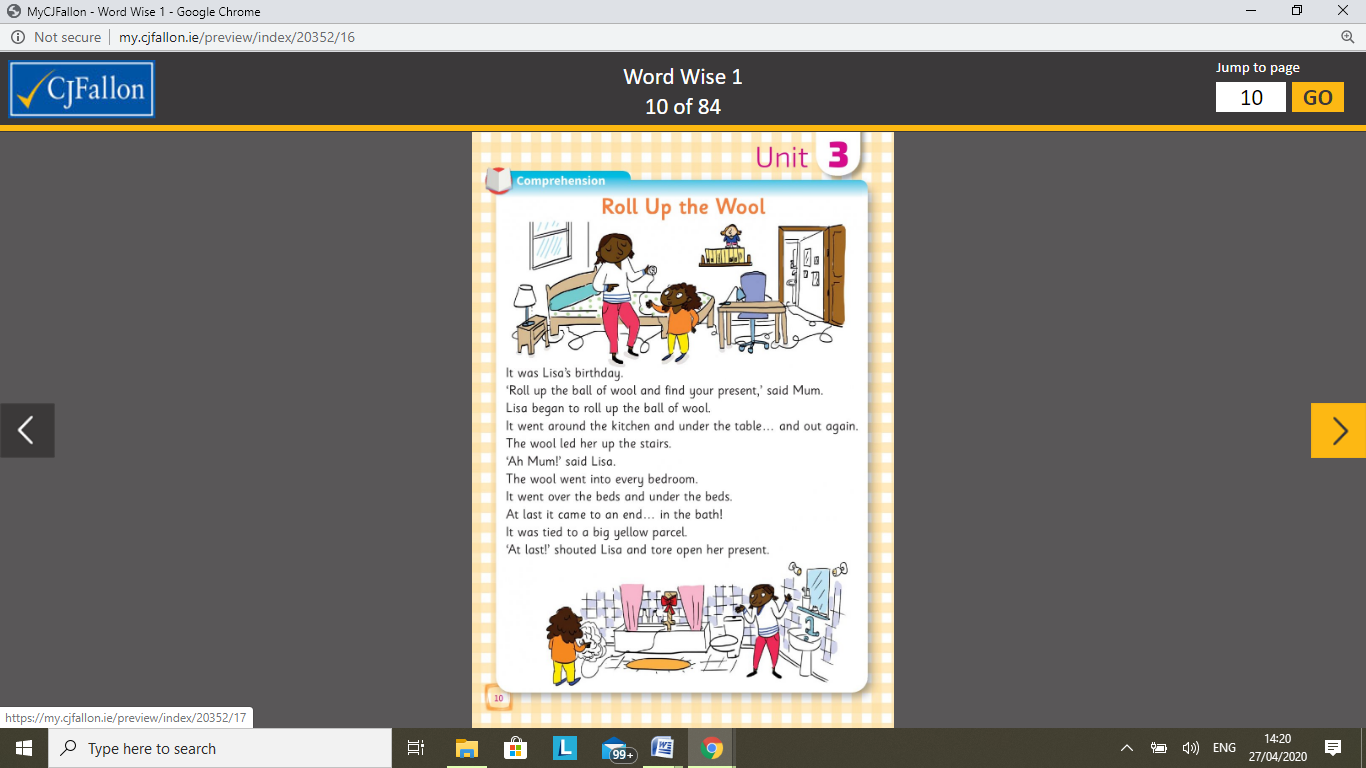 MyCJFallon - Word Wise 1 - Google Chrome
Not secure
my.cjfallon.ie/preview/index/20352/16
CJFallon
Word Wise 1
10 of 84
Jump to page
10
GO
Unit 3
Comprehension
Roll Up the Wool
It was Lisa's birthday.
'Roll up the ball of wool and find your present,' said Mum.
Lisa began to roll up the ball of wool.
It went around the kitchen and under the table... and out again.
The wool led her up the stairs.
'Ah Mum!' said Lisa.
The wool went into every bedroom.
It went over the beds and under the beds.
At last it came to an end... in the bath!
It was tied to a big yellow parcel.
'At last!' shouted Lisa and tore open her present.
10
https://my.cjfallon.ie/preview/index/20352/17
Type here to search
L
99+
W
ENG
14:20
27/04/2020